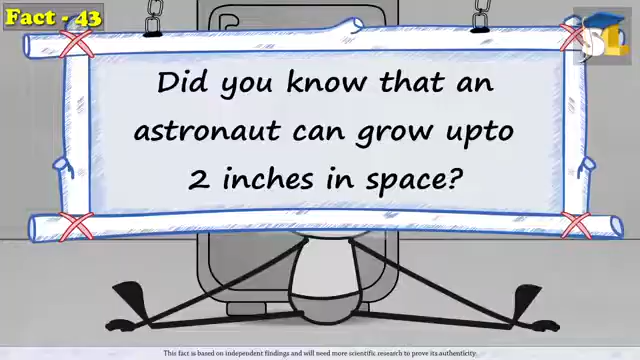 Fact - 43
SL
Did you know that an
astronaut can grow upto
2 inches in space?
This fact is based on independent findings and will need more scientific research to prove its authenticity.